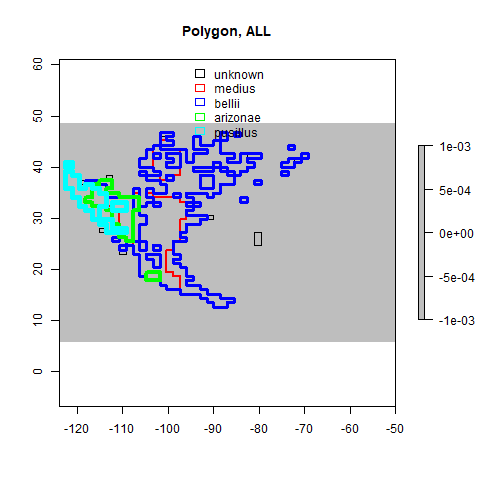 Polygon, ALL
unknown
medius
bellii
arizonae
pusillus
60
50
40
30
20
10
0
-120
-110
-100
-90
-80
-70
-60
-50
1e-03
5e-04
0e+00
-5e-04
-1e-03